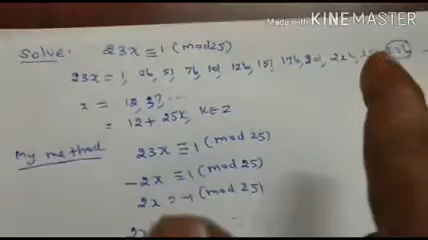 Made with KINEMASTER
Solve: 23x ≡ 1 (mod 25)
23x = 1, 26, 51, 76, 101, 126, 151, 176, 201, 226,
x = 12, 37, ...
= 12 + 25k, k∈Z
My method 23x ≡ 1 (mod 25)
-2x ≡ 1 (mod 25)
2x = -1 (mod 25)